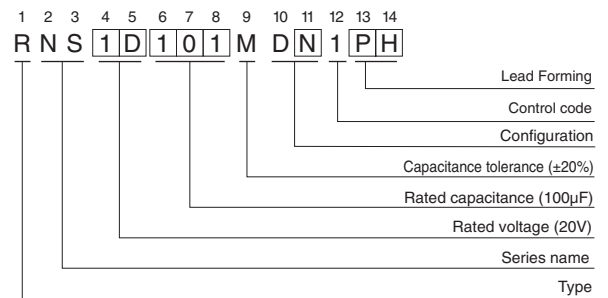 1 2 3 4 5 6 7 8 9 10 11 12 13 14
R N S 1 D 1 0 1 M D N 1 P H
Lead Forming
Control code
Configuration
Capacitance tolerance (±20%)
Rated capacitance (100µF)
Rated voltage (20V)
Series name
Type